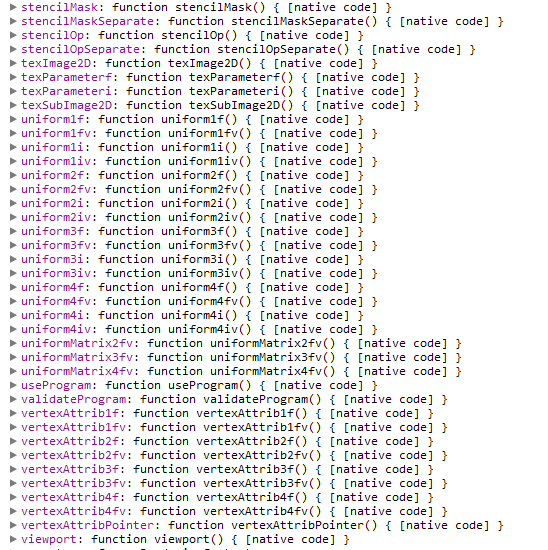 stencilMask: function stencilMask() { [native code] }
stencilMaskSeparate: function stencilMaskSeparate() { [native code] }
stencilOp: function stencilOp() { [native code] }
stencilOpSeparate: function stencilOpSeparate() { [native code] }
texImage2D: function texImage2D() { [native code] }
texParameterf: function texParameterf() { [native code] }
texParameteri: function texParameteri() { [native code] }
texSubImage2D: function texSubImage2D() { [native code] }
uniform1f: function uniform1f() { [native code] }
uniform1fv: function uniform1fv() { [native code] }
uniform1i: function uniform1i() { [native code] }
uniform1iv: function uniform1iv() { [native code] }
uniform2f: function uniform2f() { [native code] }
uniform2fv: function uniform2fv() { [native code] }
uniform2i: function uniform2i() { [native code] }
uniform2iv: function uniform2iv() { [native code] }
uniform3f: function uniform3f() { [native code] }
uniform3fv: function uniform3fv() { [native code] }
uniform3i: function uniform3i() { [native code] }
uniform3iv: function uniform3iv() { [native code] }
uniform4f: function uniform4f() { [native code] }
uniform4fv: function uniform4fv() { [native code] }
uniform4i: function uniform4i() { [native code] }
uniform4iv: function uniform4iv() { [native code] }
uniformMatrix2fv: function uniformMatrix2fv() { [native code] }
uniformMatrix3fv: function uniformMatrix3fv() { [native code] }
uniformMatrix4fv: function uniformMatrix4fv() { [native code] }
useProgram: function useProgram() { [native code] }
validateProgram: function validateProgram() { [native code] }
vertexAttrib1f: function vertexAttrib1f() { [native code] }
vertexAttrib1fv: function vertexAttrib1fv() { [native code] }
vertexAttrib2f: function vertexAttrib2f() { [native code] }
vertexAttrib2fv: function vertexAttrib2fv() { [native code] }
vertexAttrib3f: function vertexAttrib3f() { [native code] }
vertexAttrib3fv: function vertexAttrib3fv() { [native code] }
vertexAttrib4f: function vertexAttrib4f() { [native code] }
vertexAttrib4fv: function vertexAttrib4fv() { [native code] }
vertexAttribPointer: function vertexAttribPointer() { [native code] }
viewport: function viewport() { [native code] }